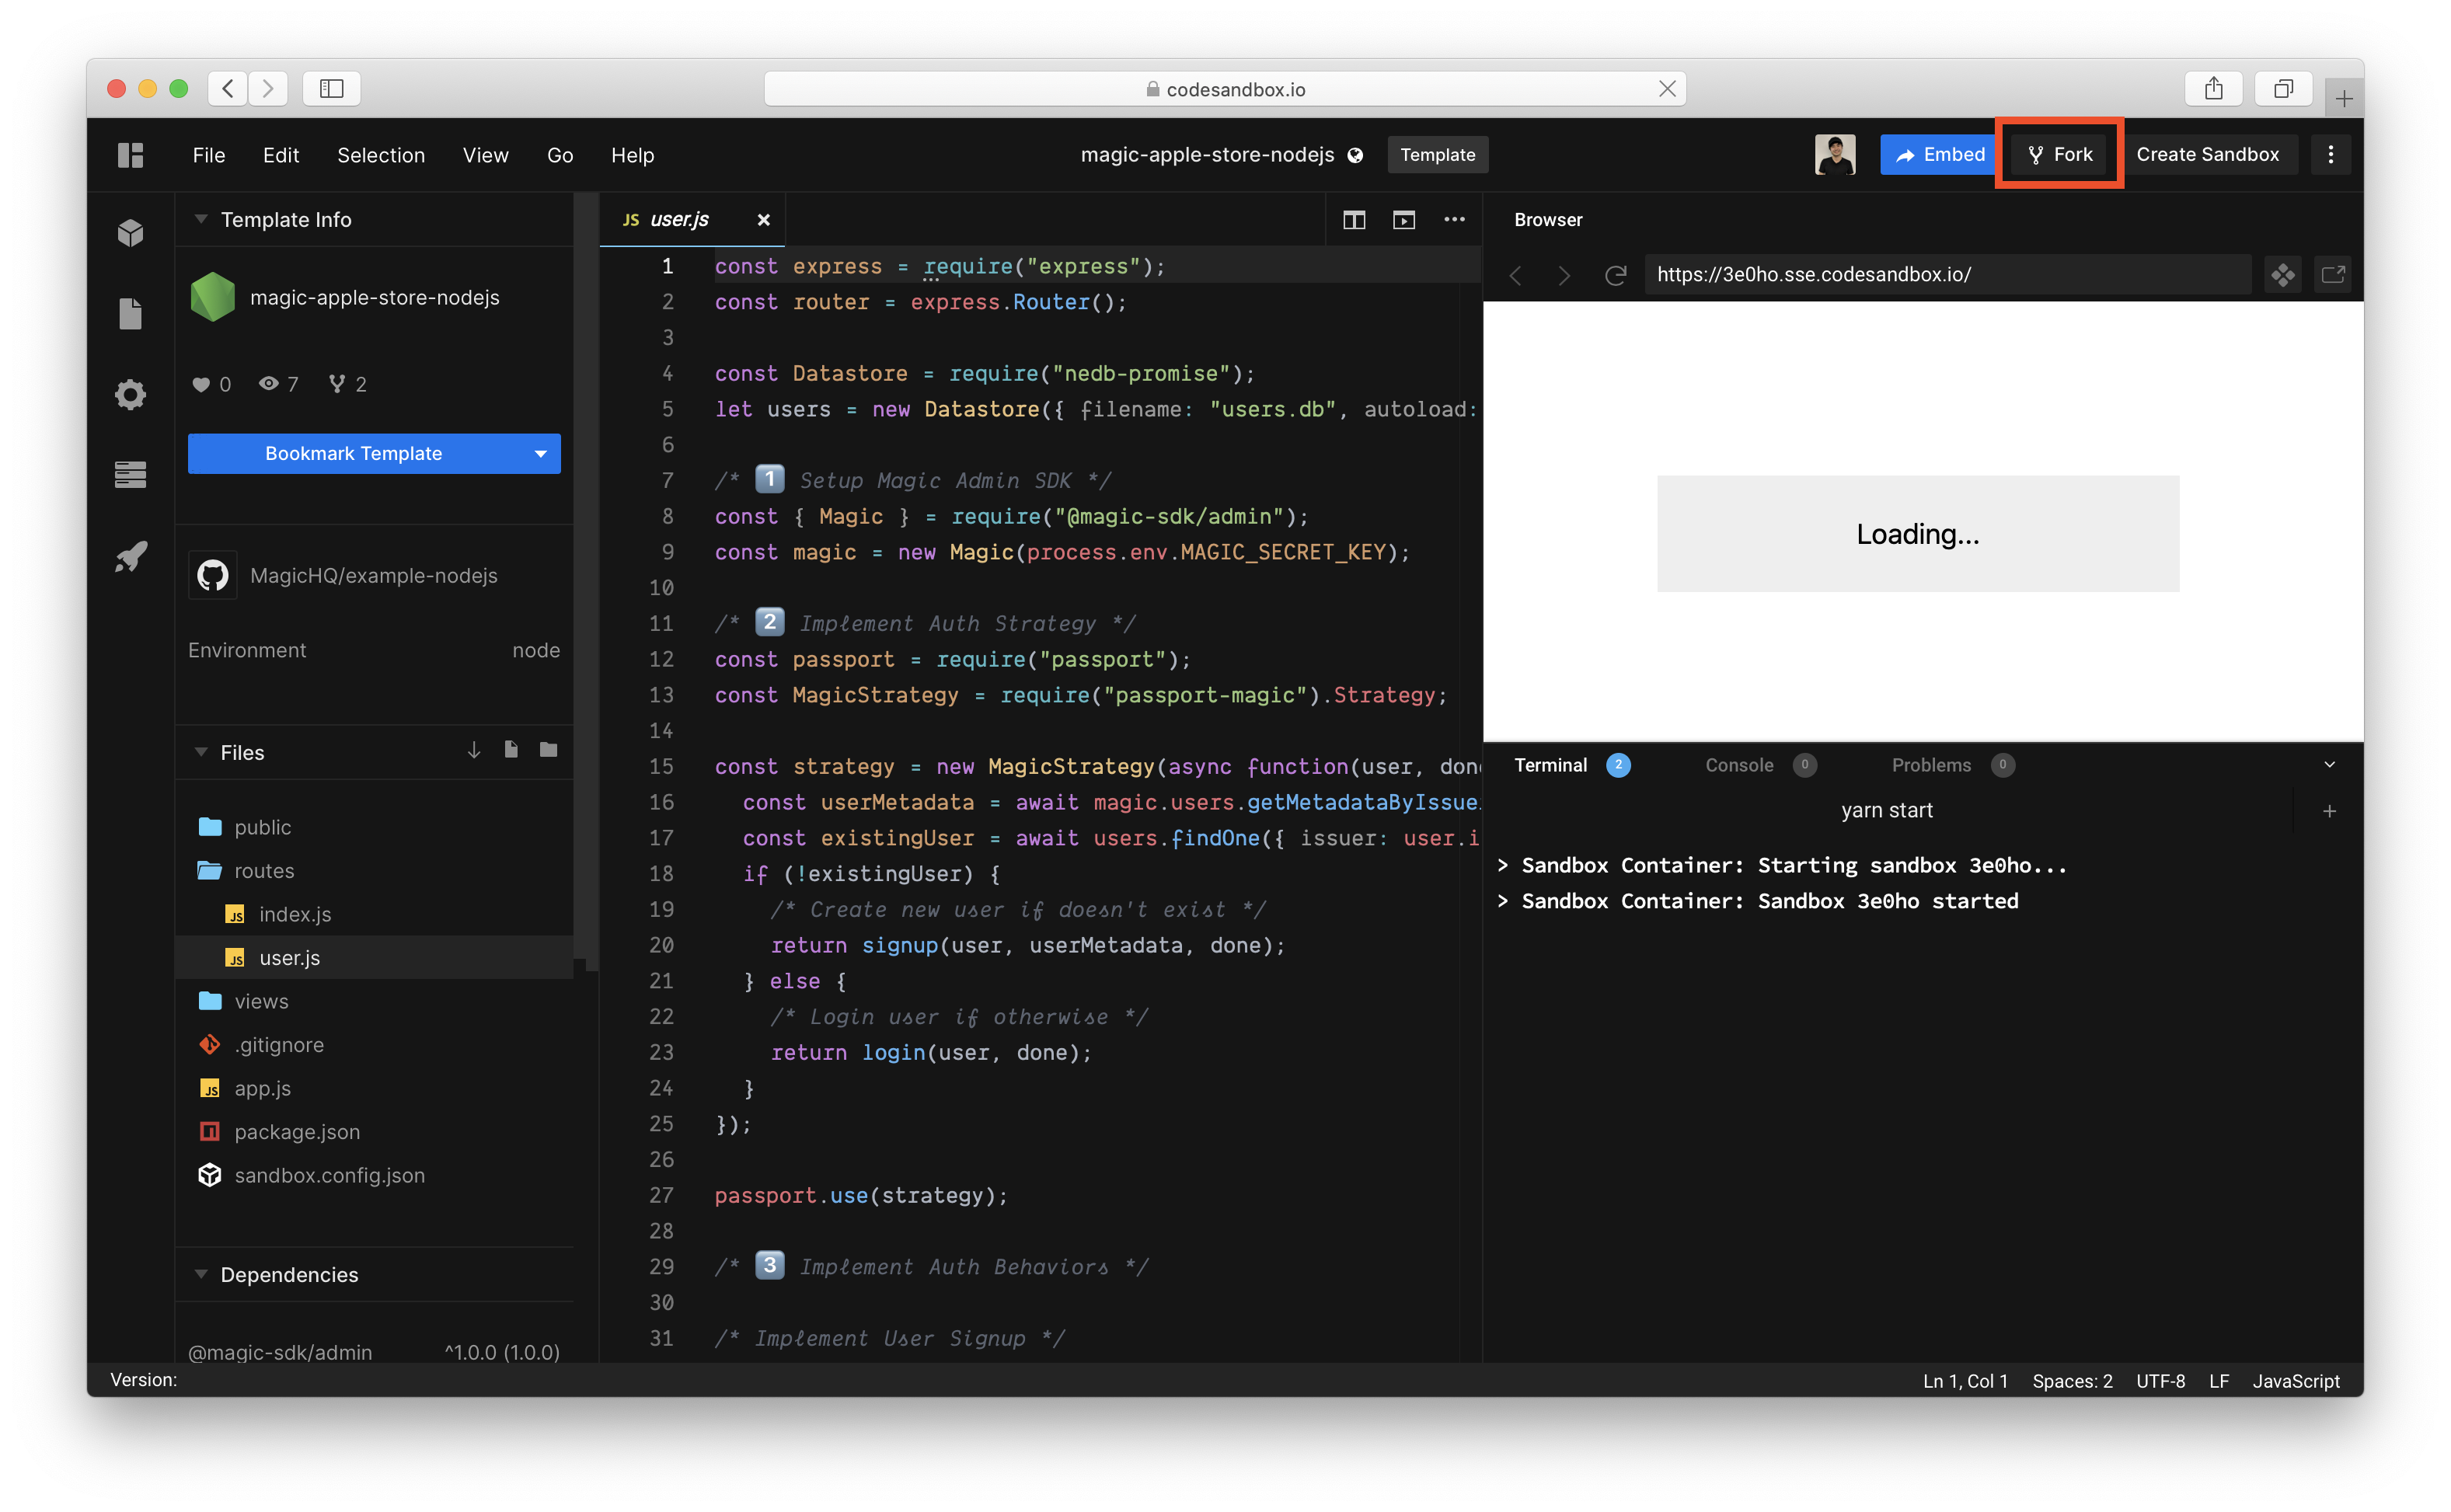 codesandbox.io
File Edit Selection View Go Help
magic-apple-store-nodejs Template
Embed Fork Create Sandbox
Template Info
magic-apple-store-nodejs
0 7 2
Bookmark Template
MagicHQ/example-nodejs
Environment node
Files
public
routes
JS index.js
JS user.js
views
.gitignore
JS app.js
package.json
sandbox.config.json
Dependencies
@magic-sdk/admin ^1.0.0 (1.0.0)
JS user.js
1 const express = require("express");
2 const router = express.Router();
3
4 const Datastore = require("nedb-promise");
5 let users = new Datastore({ filename: "users.db", autoload:
6
7 /* 1 Setup Magic Admin SDK */
8 const { Magic } = require("@magic-sdk/admin");
9 const magic = new Magic(process.env.MAGIC_SECRET_KEY);
10
11 /* 2 Implement Auth Strategy */
12 const passport = require("passport");
13 const MagicStrategy = require("passport-magic").Strategy;
14
15 const strategy = new MagicStrategy(async function(user, don
16 const userMetadata = await magic.users.getMetadataByIssue
17 const existingUser = await users.findOne({ issuer: user.i
18 if (!existingUser) {
19 /* Create new user if doesn't exist */
20 return signup(user, userMetadata, done);
21 } else {
22 /* Login user if otherwise */
23 return login(user, done);
24 }
25 });
26
27 passport.use(strategy);
28
29 /* 3 Implement Auth Behaviors */
30
31 /* Implement User Signup */
Browser
https://3e0ho.sse.codesandbox.io/
Loading...
Terminal 2 Console 0 Problems 0
yarn start
> Sandbox Container: Starting sandbox 3e0ho...
> Sandbox Container: Sandbox 3e0ho started
Version:
Ln 1, Col 1 Spaces: 2 UTF-8 LF JavaScript